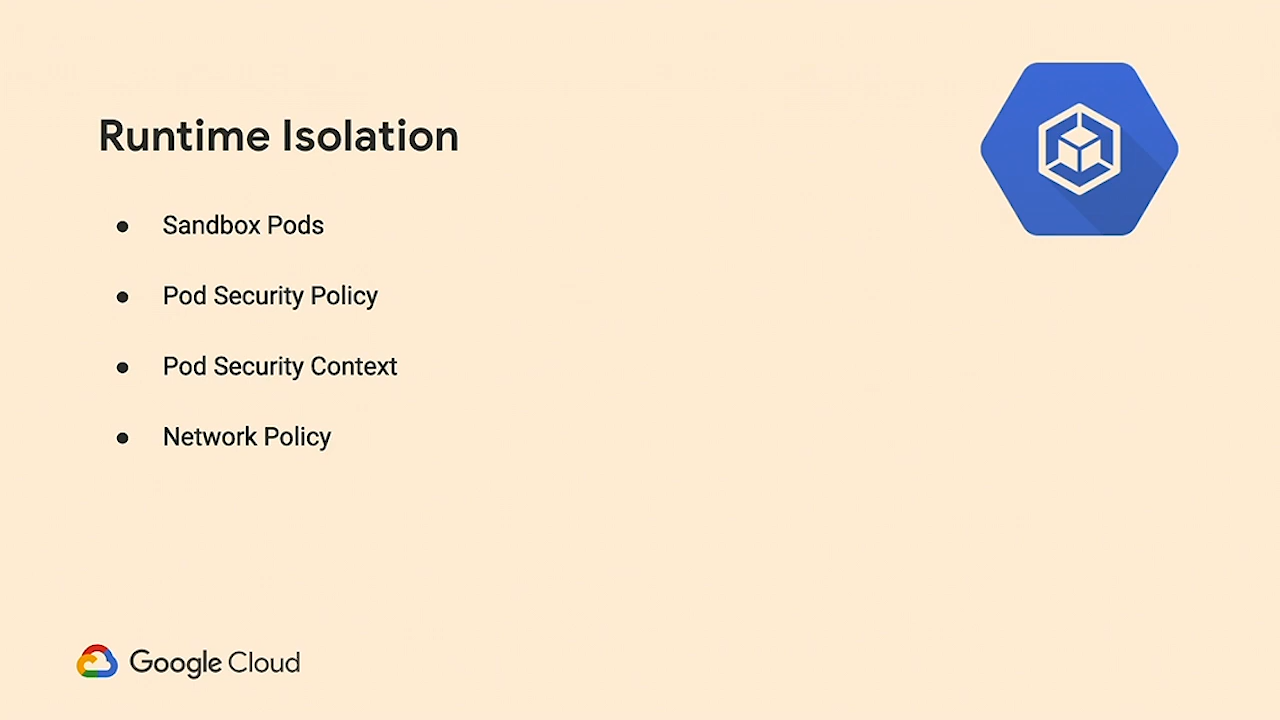 Runtime Isolation
● Sandbox Pods
● Pod Security Policy
● Pod Security Context
● Network Policy
Google Cloud